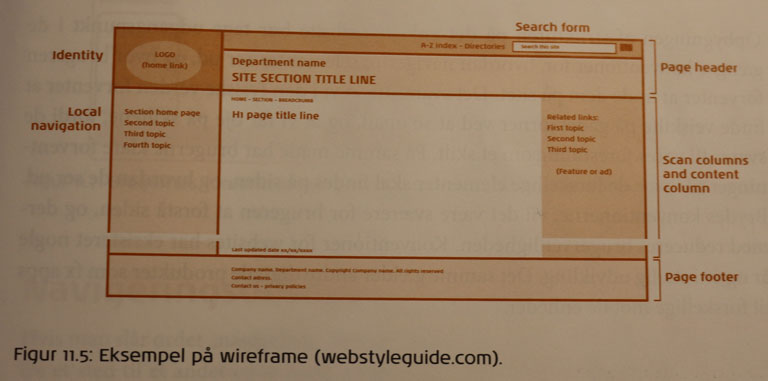 Search form
Identity
LOGO
(home link)
A-Z index - Directories
Search this site
Department name
SITE SECTION TITLE LINE
Page header
Local
navigation
HOME - SECTION - BREADCRUMB
Section home page
Second topic
Third topic
Fourth topic
H1 page title line
Related links:
First topic
Second topic
Third topic
(Feature or ad)
Scan columns
and content
column
Last updated date xx/xx/xxxx
Company name. Department name. Copyright Company name. All rights reserved
Contact adress.
Contact us - privacy policies
Page footer
Figur 11.5: Eksempel på wireframe (webstyleguide.com).